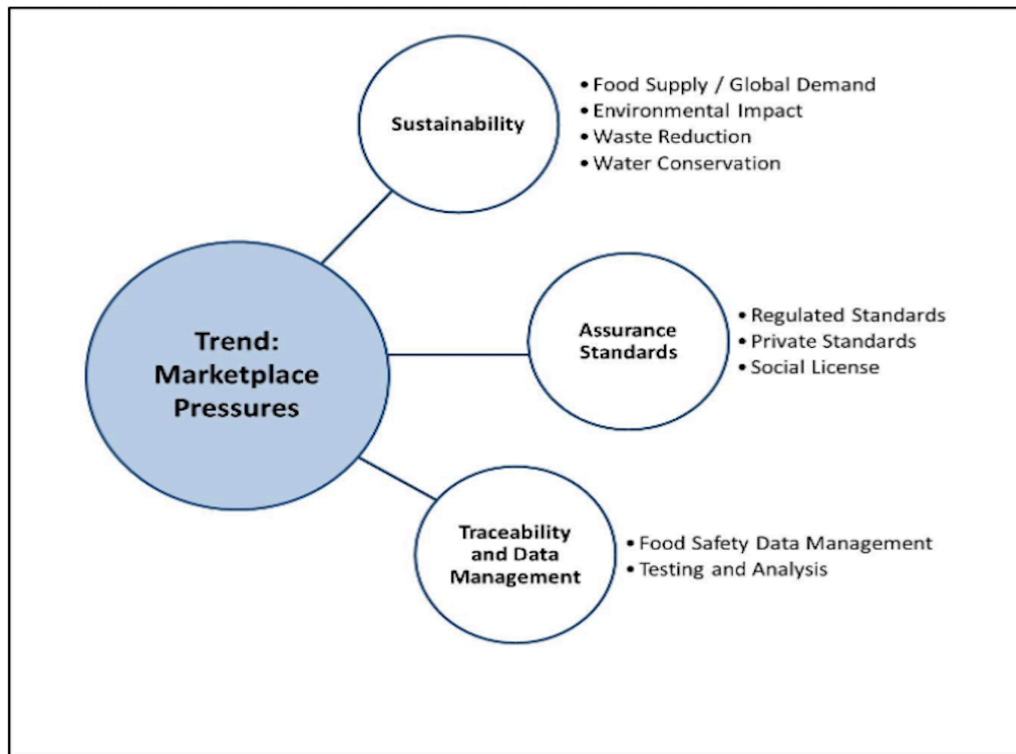 Sustainability
• Food Supply / Global Demand
• Environmental Impact
• Waste Reduction
• Water Conservation
Trend:
Marketplace
Pressures
Assurance
Standards
• Regulated Standards
• Private Standards
• Social License
Traceability
and Data
Management
• Food Safety Data Management
• Testing and Analysis